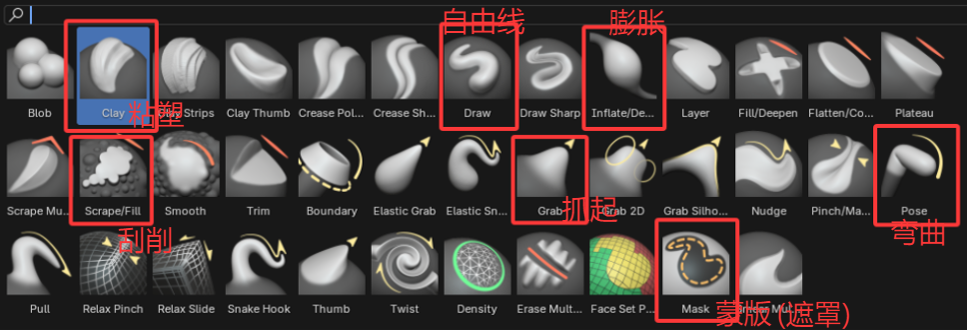 自由线
膨胀
Blob
Clay
Clay Strips
Clay Thumb
Crease Pol...
Crease Sh...
Draw
Draw Sharp
Inflate/De...
Layer
Fill/Deepen
Flatten/Co...
Plateau
粘塑
Scrape Mu...
Scrape/Fill
Smooth
Trim
Boundary
Elastic Grab
Elastic Sn...
Grab
Grab 2D
Grab Silho...
Nudge
Pinch/Ma...
Pose
刮削
抓起
弯曲
Pull
Relax Pinch
Relax Slide
Snake Hook
Thumb
Twist
Density
Erase Mult...
Face Set P...
Mask
Smear Mul...
蒙版(遮罩)